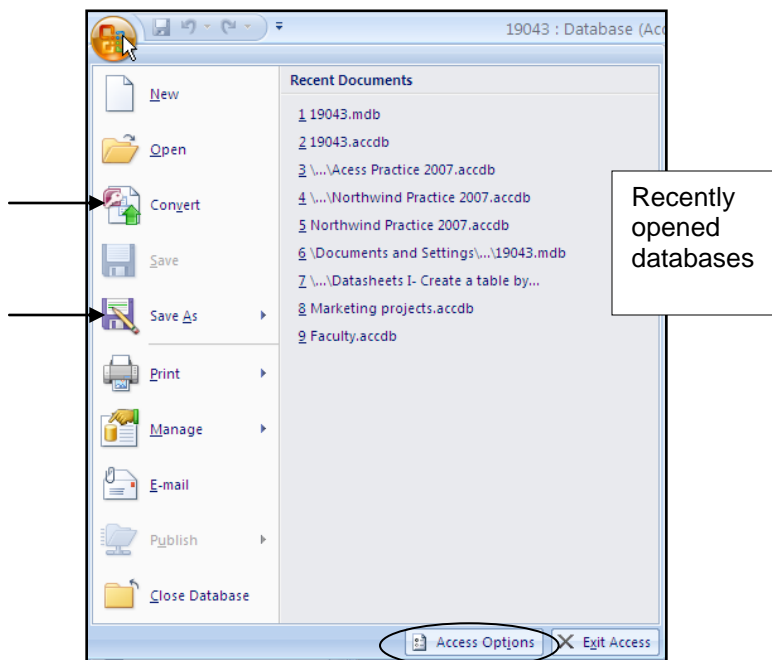 19043 : Database (Acc
New
Open
Convert
Save
Save As
Print
Manage
E-mail
Publish
Close Database
Recent Documents
1 19043.mdb
2 19043.accdb
3 \...\Acess Practice 2007.accdb
4 \...\Northwind Practice 2007.accdb
5 Northwind Practice 2007.accdb
6 \Documents and Settings\...\19043.mdb
7 \...\Datasheets I- Create a table by...
8 Marketing projects.accdb
9 Faculty.accdb
Recently
opened
databases
Access Options
Exit Access